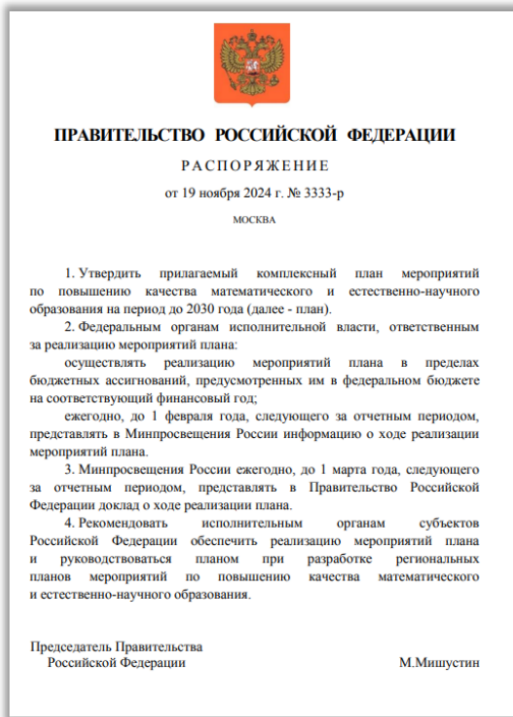 ПРАВИТЕЛЬСТВО РОССИЙСКОЙ ФЕДЕРАЦИИ
РАСПОРЯЖЕНИЕ
от 19 ноября 2024 г. № 3333-р
МОСКВА
1. Утвердить прилагаемый комплексный план мероприятий
по повышению качества математического и естественно-научного
образования на период до 2030 года (далее - план).
2. Федеральным органам исполнительной власти, ответственным
за реализацию мероприятий плана:
осуществлять реализацию мероприятий плана в пределах
бюджетных ассигнований, предусмотренных им в федеральном бюджете
на соответствующий финансовый год;
ежегодно, до 1 февраля года, следующего за отчетным периодом,
представлять в Минпросвещения России информацию о ходе реализации
мероприятий плана.
3. Минпросвещения России ежегодно, до 1 марта года, следующего
за отчетным периодом, представлять в Правительство Российской
Федерации доклад о ходе реализации плана.
4. Рекомендовать исполнительным органам субъектов
Российской Федерации обеспечить реализацию мероприятий плана
и руководствоваться планом при разработке региональных
планов мероприятий по повышению качества математического
и естественно-научного образования.
Председатель Правительства
Российской Федерации М.Мишустин